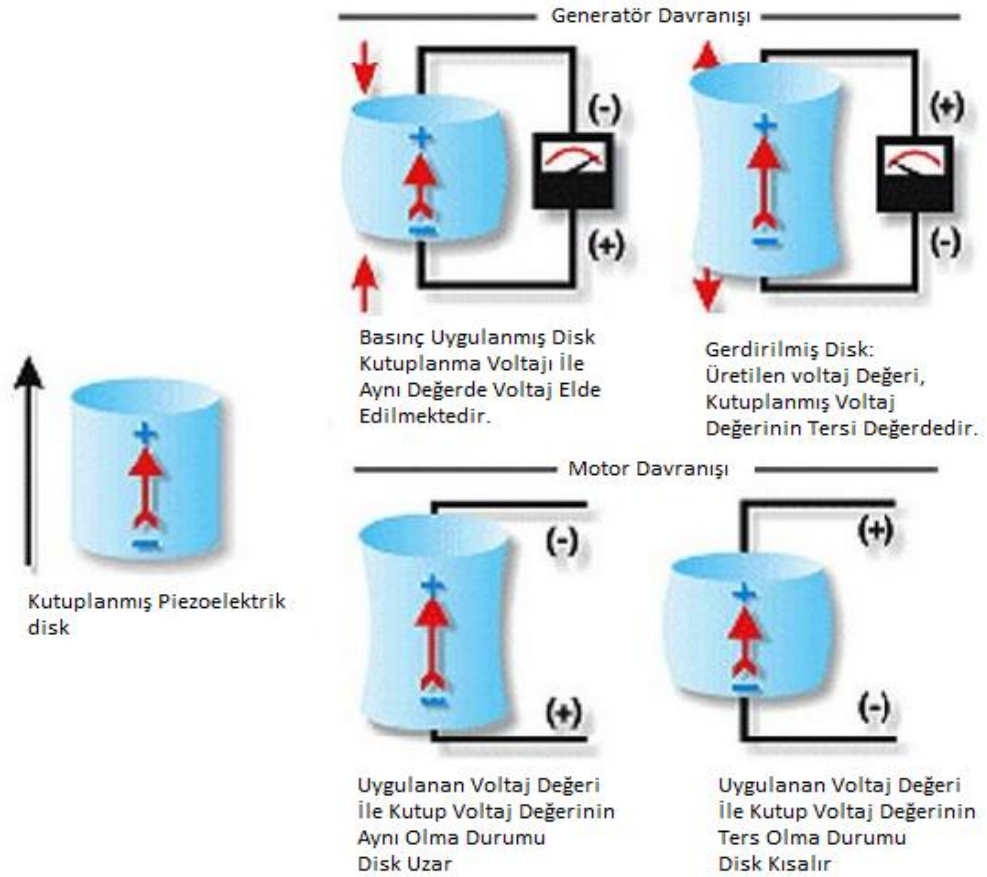 Generatör Davranışı
+
−
(-)
(+)
+
−
(+)
(-)
Basınç Uygulanmış Disk
Kutuplanma Voltajı İle
Aynı Değerde Voltaj Elde
Edilmektedir.
Gerdirilmiş Disk:
Üretilen voltaj Değeri,
Kutuplanmış Voltaj
Değerinin Tersi Değerdedir.
+
−
Kutuplanmış Piezoelektrik
disk
Motor Davranışı
+
−
(-)
(+)
+
−
(+)
(-)
Uygulanan Voltaj Değeri
İle Kutup Voltaj Değerinin
Aynı Olma Durumu
Disk Uzar
Uygulanan Voltaj Değeri
İle Kutup Voltaj Değerinin
Ters Olma Durumu
Disk Kısalır